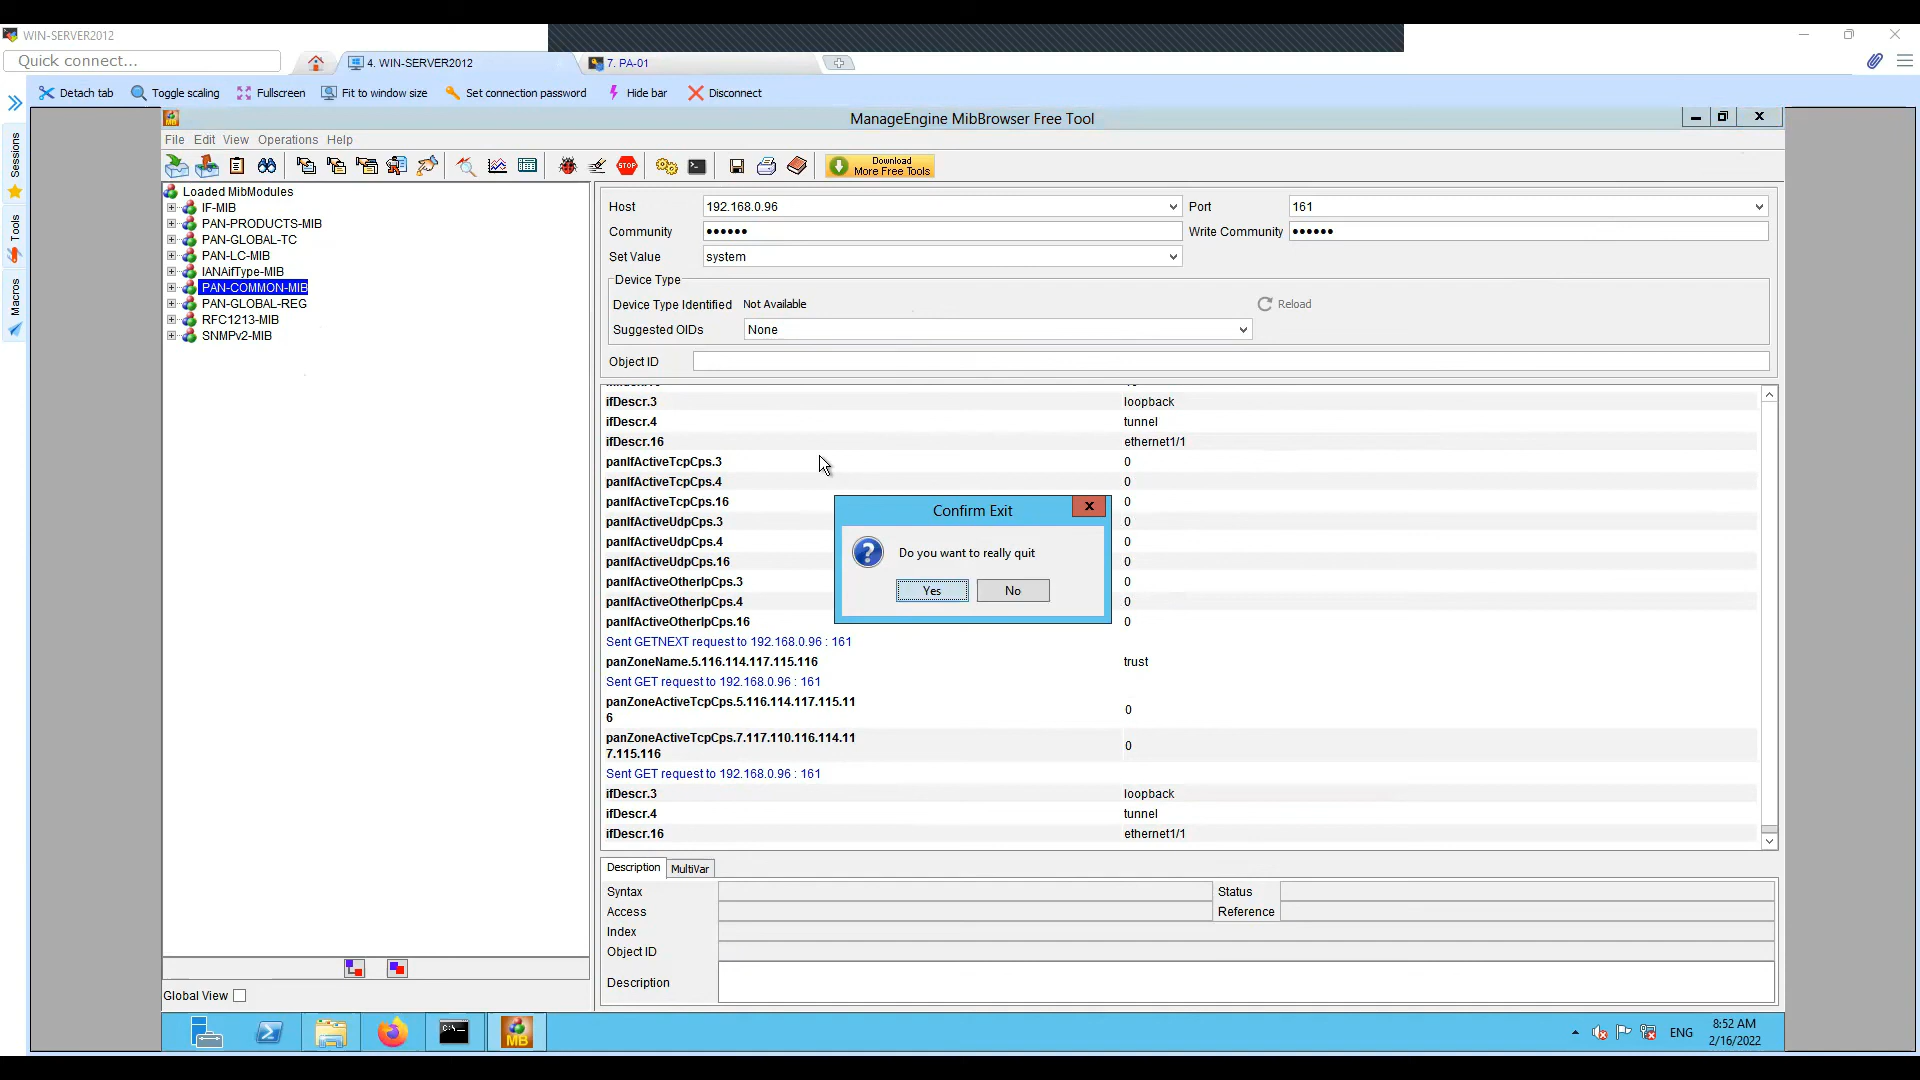 WIN-SERVER2012
Quick connect...
4. WIN-SERVER2012
7. PA-01
Detach tab
Toggle scaling
Fullscreen
Fit to window size
Set connection password
Hide bar
Disconnect
Sessions
Tools
Macros
ManageEngine MibBrowser Free Tool
File Edit View Operations Help
STOP
Download
More Free Tools
Loaded MibModules
IF-MIB
PAN-PRODUCTS-MIB
PAN-GLOBAL-TC
PAN-LC-MIB
IANAifType-MIB
PAN-COMMON-MIB
PAN-GLOBAL-REG
RFC1213-MIB
SNMPv2-MIB
Global View
Host 192.168.0.96 Port 161
Community •••••• Write Community ••••••
Set Value system
Device Type
Device Type Identified Not Available Reload
Suggested OIDs None
Object ID
ifDescr.3 loopback
ifDescr.4 tunnel
ifDescr.16 ethernet1/1
panIfActiveTcpCps.3 0
panIfActiveTcpCps.4 0
panIfActiveTcpCps.16 0
panIfActiveUdpCps.3 0
panIfActiveUdpCps.4 0
panIfActiveUdpCps.16 0
panIfActiveOtherIpCps.3 0
panIfActiveOtherIpCps.4 0
panIfActiveOtherIpCps.16 0
Sent GETNEXT request to 192.168.0.96 : 161
panZoneName.5.116.114.117.115.116 trust
Sent GET request to 192.168.0.96 : 161
panZoneActiveTcpCps.5.116.114.117.115.11
6 0
panZoneActiveTcpCps.7.117.110.116.114.11
7.115.116 0
Sent GET request to 192.168.0.96 : 161
ifDescr.3 loopback
ifDescr.4 tunnel
ifDescr.16 ethernet1/1
Confirm Exit
x
Do you want to really quit
Yes No
Description MultiVar
Syntax Status
Access Reference
Index
Object ID
Description
MB
ENG
8:52 AM
2/16/2022